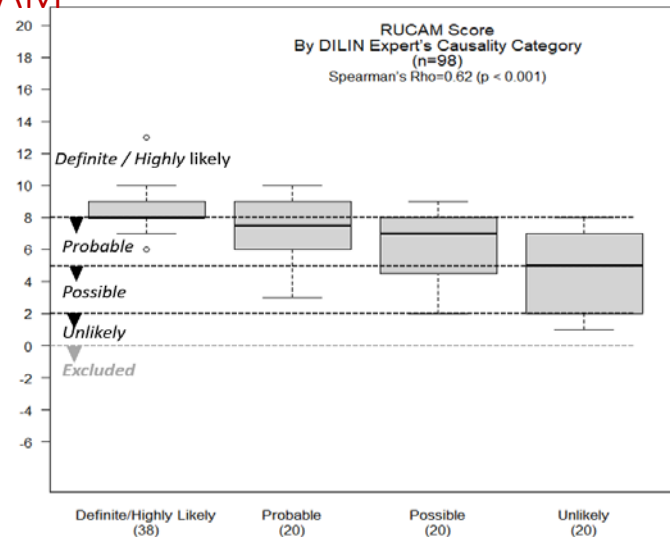 RUCAM Score
By DILIN Expert's Causality Category
(n=98)
Spearman's Rho=0.62 (p < 0.001)
20
18
16
14
12
10
8
6
4
2
0
-2
-4
-6
Definite / Highly likely
Probable
Possible
Unlikely
Excluded
Definite/Highly Likely
(38)
Probable
(20)
Possible
(20)
Unlikely
(20)